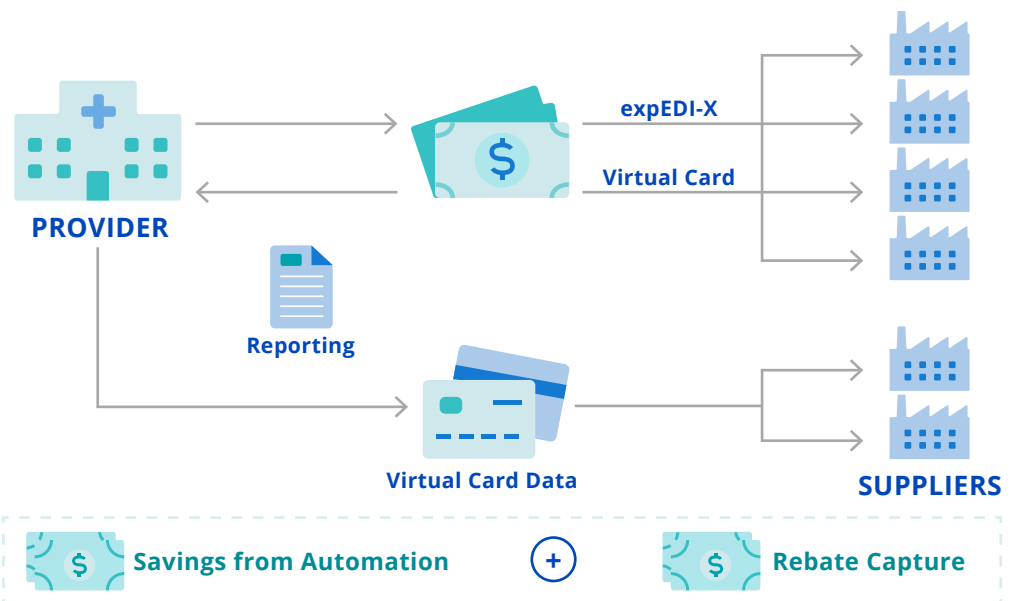 expEDI-X
Virtual Card
$
PROVIDER
Reporting
Virtual Card Data
SUPPLIERS
$
Savings from Automation
+
$
Rebate Capture